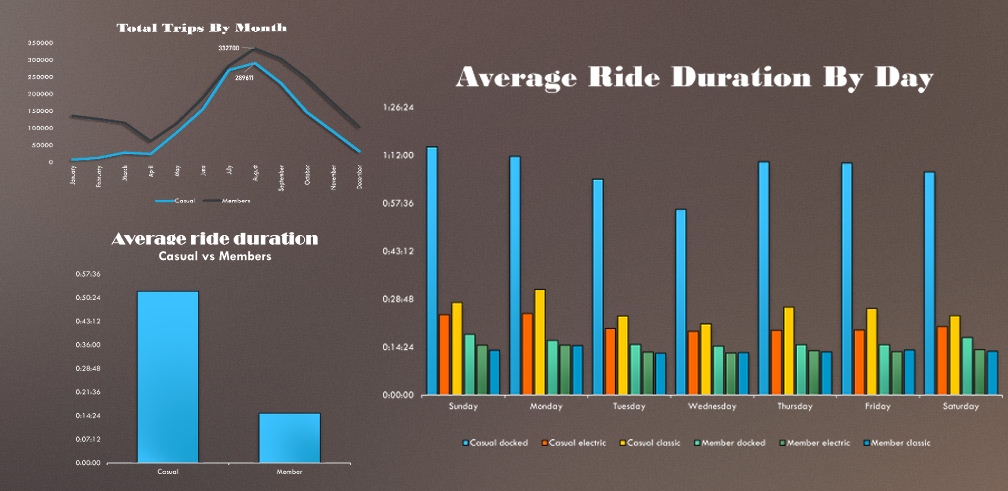 Total Trips By Month
350000
300000
250000
200000
150000
100000
50000
0
332700
289611
January
February
March
April
May
June
July
August
September
October
November
December
Casual
Members
Average ride duration
Casual vs Members
0:57:36
0:50:24
0:43:12
0:36:00
0:28:48
0:21:36
0:14:24
0:07:12
0:00:00
Casual
Member
Average Ride Duration By Day
1:26:24
1:12:00
0:57:36
0:43:12
0:28:48
0:14:24
0:00:00
Sunday
Monday
Tuesday
Wednesday
Thursday
Friday
Saturday
Casual docked
Casual electric
Casual classic
Member docked
Member electric
Member classic